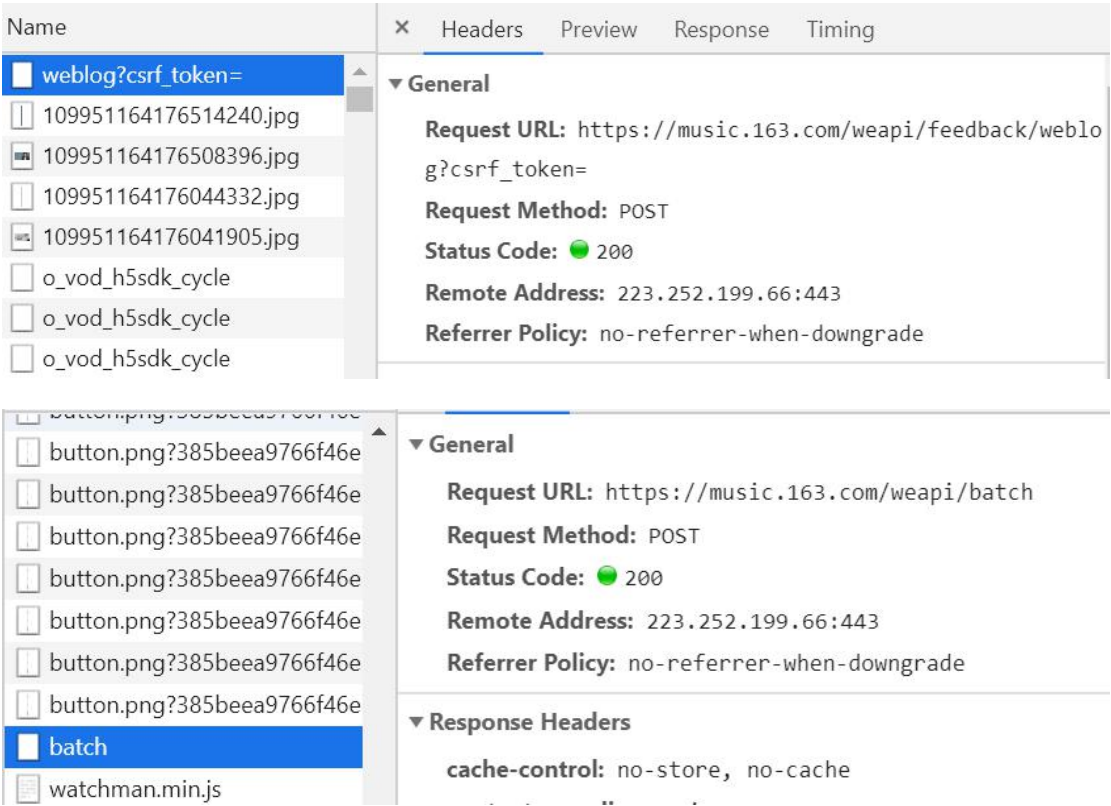 Name
× Headers Preview Response Timing
weblog?csrf_token=
109951164176514240.jpg
109951164176508396.jpg
109951164176044332.jpg
109951164176041905.jpg
o_vod_h5sdk_cycle
o_vod_h5sdk_cycle
o_vod_h5sdk_cycle
▼ General
Request URL: https://music.163.com/weapi/feedback/weblo
g?csrf_token=
Request Method: POST
Status Code: 200
Remote Address: 223.252.199.66:443
Referrer Policy: no-referrer-when-downgrade
button.png?385beea9766f46e
button.png?385beea9766f46e
button.png?385beea9766f46e
button.png?385beea9766f46e
button.png?385beea9766f46e
button.png?385beea9766f46e
button.png?385beea9766f46e
button.png?385beea9766f46e
batch
watchman.min.js
▼ General
Request URL: https://music.163.com/weapi/batch
Request Method: POST
Status Code: 200
Remote Address: 223.252.199.66:443
Referrer Policy: no-referrer-when-downgrade
▼ Response Headers
cache-control: no-store, no-cache